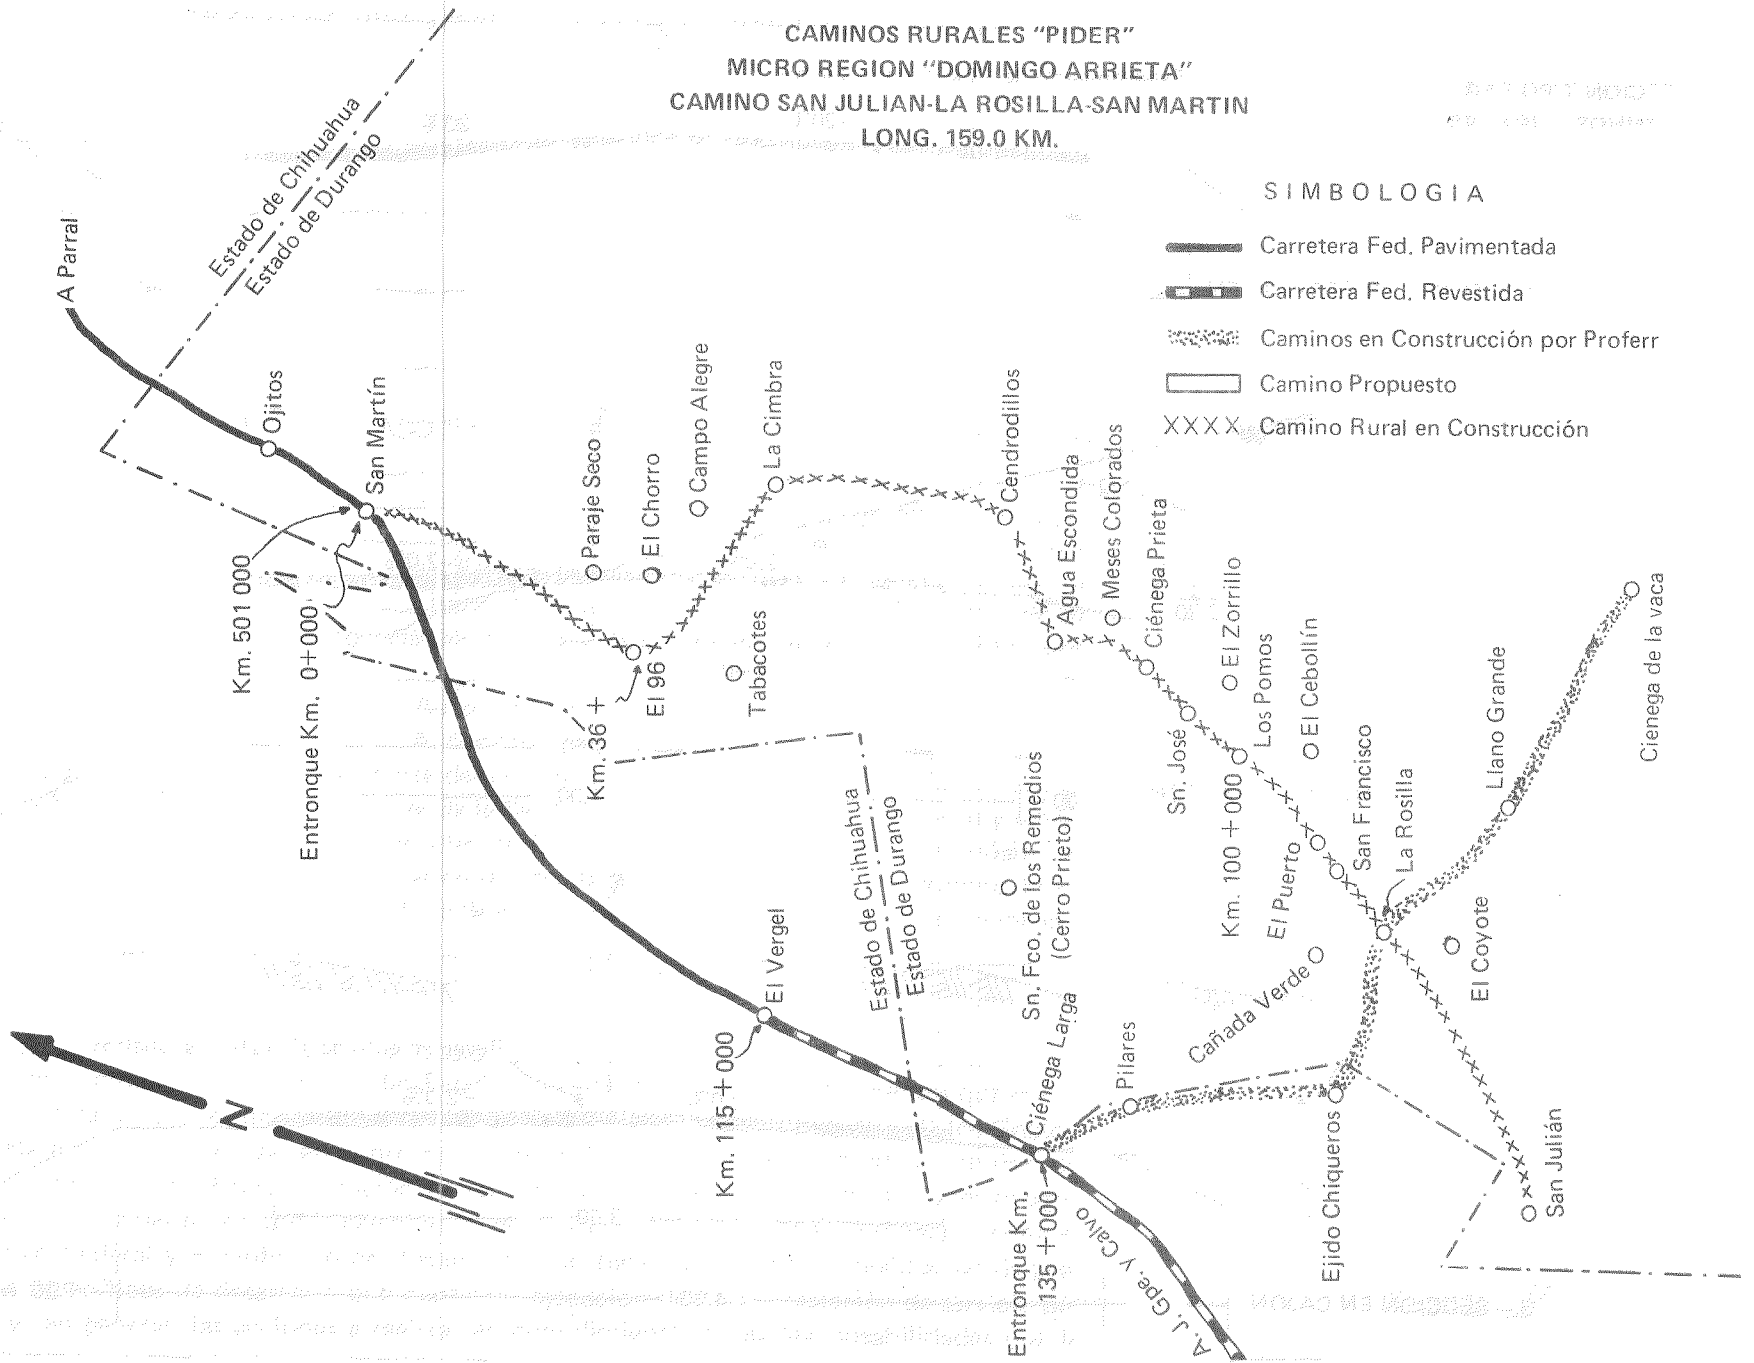 CAMINOS RURALES "PIDER"
MICRO REGION "DOMINGO ARRIETA"
CAMINO SAN JULIAN-LA ROSILLA-SAN MARTIN
LONG. 159.0 KM.
SIMBOLOGIA
Carretera Fed. Pavimentada
Carretera Fed. Revestida
Caminos en Construcción por Proferr
Camino Propuesto
XXXX Camino Rural en Construcción
Estado de Chihuahua
Estado de Durango
A Parral
Ojitos
San Martín
Km. 501 000
Entronque Km. 0+000
Paraje Seco
El Chorro
Campo Alegre
La Cimbra
Km. 36 +
El 96
Tabacotes
Cendrodillos
Agua Escondida
Meses Colorados
Ciénega Prieta
El Zorrillo
Sn. José
Los Pomos
Km. 100 + 000
El Cebollín
El Puerto
San Francisco
La Rosilla
Llano Grande
Cienega de la vaca
El Vergel
Km. 115 + 000
Estado de Chihuahua
Estado de Durango
Sn. Fco. de los Remedios
(Cerro Prieto)
Ciénega Larga
Pilares
Cañada Verde
El Coyote
Ejido Chiqueros
San Julián
Entronque Km.
135 + 000
A. J. Gpe. y Calvo
N